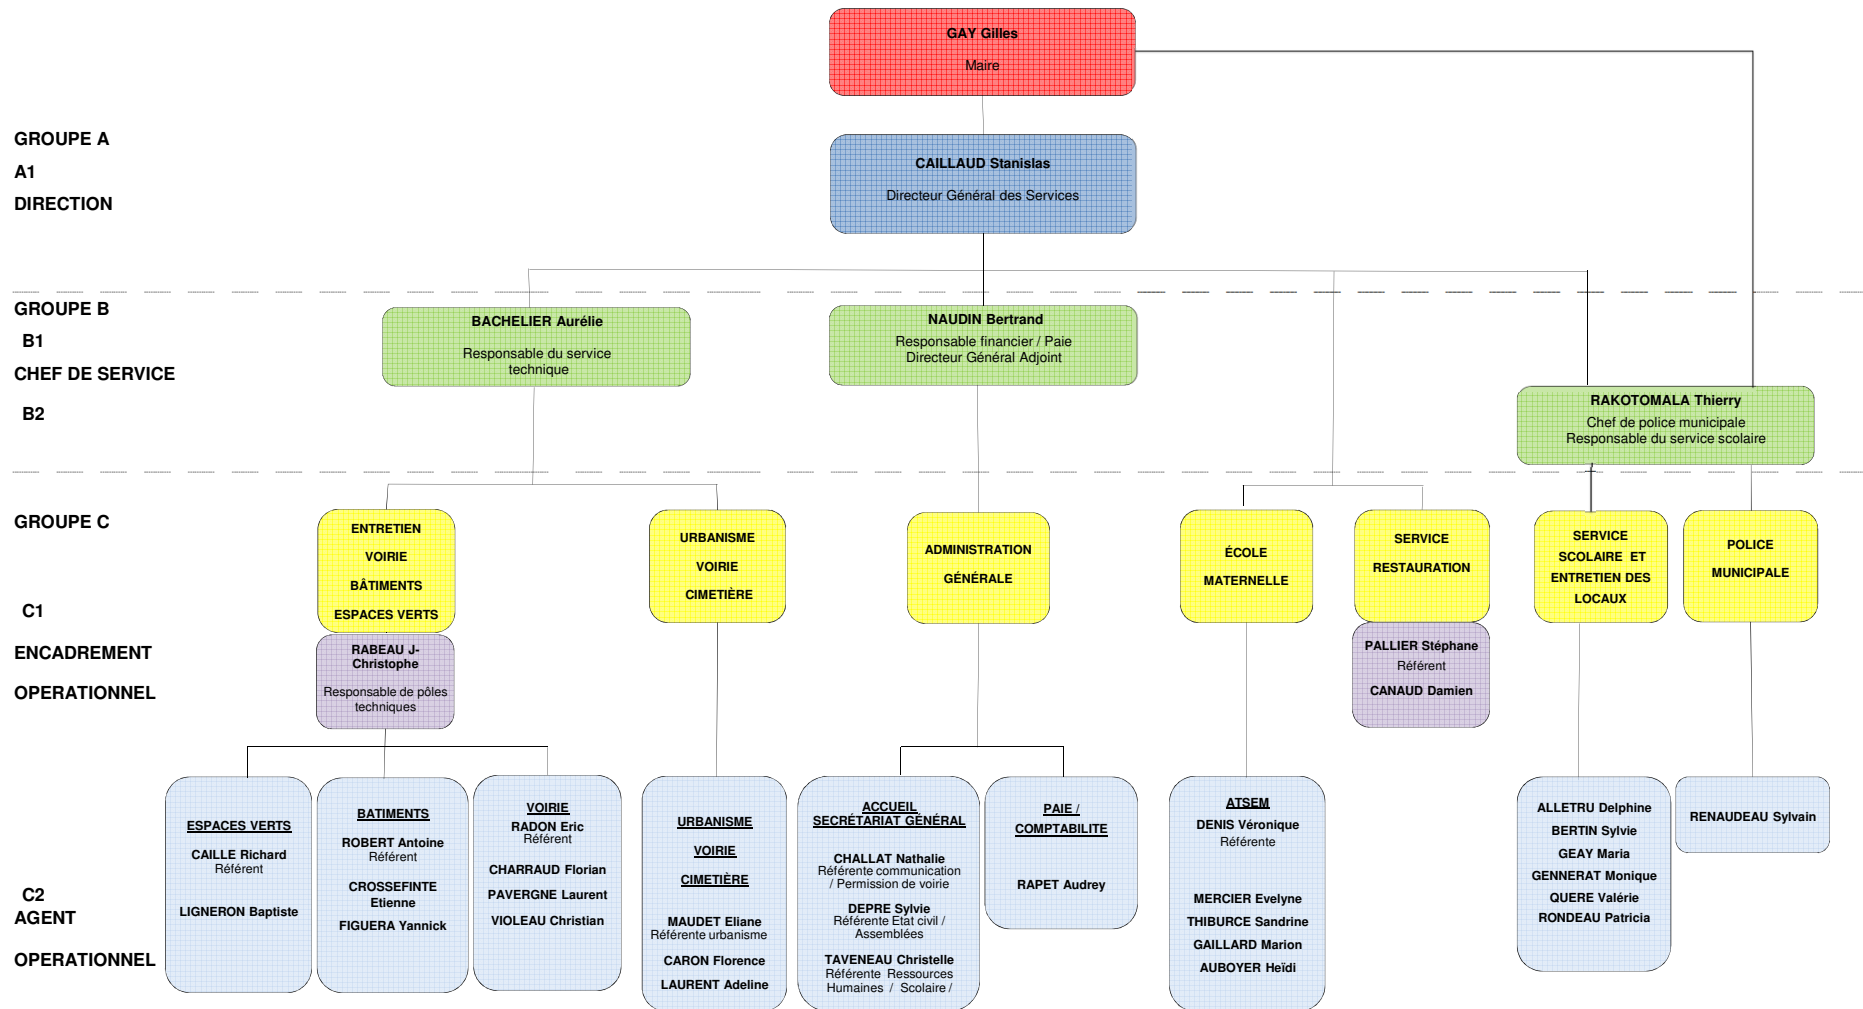 GAY Gilles
Maire
GROUPE A
A1
DIRECTION
CAILLAUD Stanislas
Directeur Général des Services
GROUPE B
B1
CHEF DE SERVICE
B2
BACHELIER Aurélie
Responsable du service
technique
NAUDIN Bertrand
Responsable financier / Paie
Directeur Général Adjoint
RAKOTOMALA Thierry
Chef de police municipale
Responsable du service scolaire
GROUPE C
C1
ENCADREMENT
OPERATIONNEL
ENTRETIEN
VOIRIE
BÂTIMENTS
ESPACES VERTS
RABEAU J-
Christophe
Responsable de pôles
techniques
URBANISME
VOIRIE
CIMETIÈRE
ADMINISTRATION
GÉNÉRALE
ÉCOLE
MATERNELLE
SERVICE
RESTAURATION
PALLIER Stéphane
Référent
CANAUD Damien
SERVICE
SCOLAIRE ET
ENTRETIEN DES
LOCAUX
POLICE
MUNICIPALE
C2
AGENT
OPERATIONNEL
ESPACES VERTS
CAILLE Richard
Référent
LIGNERON Baptiste
BATIMENTS
ROBERT Antoine
Référent
CROSSEFINTE
Etienne
FIGUERA Yannick
VOIRIE
RADON Eric
Référent
CHARRAUD Florian
PAVERGNE Laurent
VIOLEAU Christian
URBANISME
VOIRIE
CIMETIÈRE
MAUDET Eliane
Référente urbanisme
CARON Florence
LAURENT Adeline
ACCUEIL
SECRÉTARIAT GÉNÉRAL
CHALLAT Nathalie
Référente communication
/ Permission de voirie
DEPRE Sylvie
Référente Etat civil /
Assemblées
TAVENEAU Christelle
Référente Ressources
Humaines / Scolaire /
PAIE /
COMPTABILITE
RAPET Audrey
ATSEM
DENIS Véronique
Référente
MERCIER Evelyne
THIBURCE Sandrine
GAILLARD Marion
AUBOYER Heïdi
ALLETRU Delphine
BERTIN Sylvie
GEAY Maria
GENNERAT Monique
QUERE Valérie
RONDEAU Patricia
RENAUDEAU Sylvain